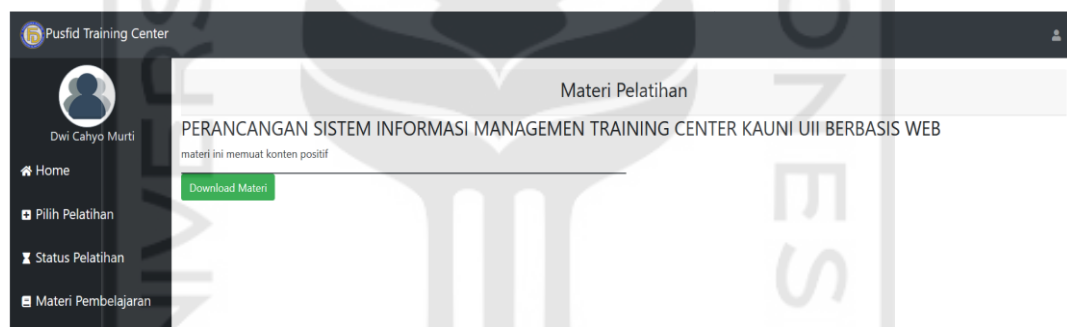 Pusfid Training Center
Materi Pelatihan
Dwi Cahyo Murti
PERANCANGAN SISTEM INFORMASI MANAGEMEN TRAINING CENTER KAUNI UII BERBASIS WEB
materi ini memuat konten positif
Download Materi
Home
Pilih Pelatihan
Status Pelatihan
Materi Pembelajaran